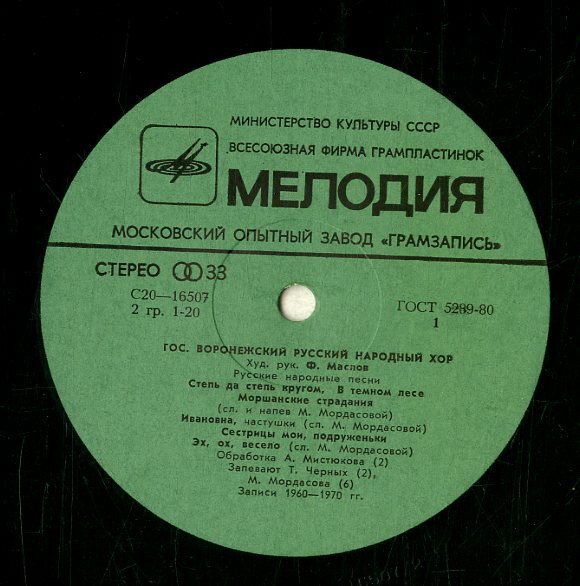 МИНИСТЕРСТВО КУЛЬТУРЫ СССР
ВСЕСОЮЗНАЯ ФИРМА ГРАМПЛАСТИНОК
МЕЛОДИЯ
МОСКОВСКИЙ ОПЫТНЫЙ ЗАВОД «ГРАМЗАПИСЬ»
СТЕРЕО 33
С20—16507
2 гр. 1-20
ГОСТ 5289-80
1
ГОС. ВОРОНЕЖСКИЙ РУССКИЙ НАРОДНЫЙ ХОР
Худ. рук. Ф. Маслов
Русские народные песни
Степь да степь кругом, В темном лесе
Моршанские страдания
(сл. и напев М. Мордасовой)
Ивановна, частушки (сл. М. Мордасовой)
Сестрицы мои, подруженьки
Эх, ох, весело (сл. М. Мордасовой)
Обработка А. Мистюкова (2)
Запевают Т. Черных (2),
М. Мордасова (6)
Записи 1960—1970 гг.